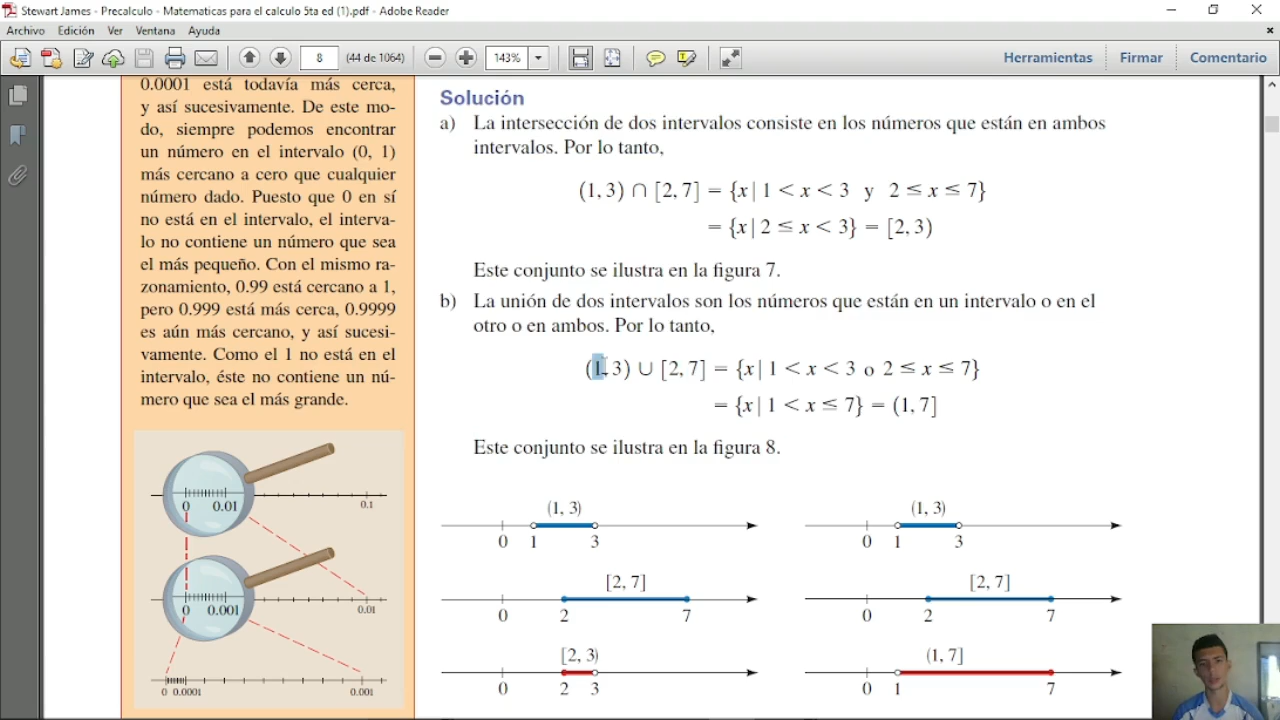 Stewart James - Precalculo - Matematicas para el calculo 5ta ed (1).pdf - Adobe Reader
Archivo Edición Ver Ventana Ayuda
8 (44 de 1064) 143% Herramientas Firmar Comentario
0.0001 está todavía más cerca,
y así sucesivamente. De este mo-
do, siempre podemos encontrar
un número en el intervalo (0, 1)
más cercano a cero que cualquier
número dado. Puesto que 0 en sí
no está en el intervalo, el interva-
lo no contiene un número que sea
el más pequeño. Con el mismo ra-
zonamiento, 0.99 está cercano a 1,
pero 0.999 está más cerca, 0.9999
es aún más cercano, y así sucesi-
vamente. Como el 1 no está en el
intervalo, éste no contiene un nú-
mero que sea el más grande.
0 0.01 0.1
0 0.001 0.01
0 0.0001 0.001
Solución
a) La intersección de dos intervalos consiste en los números que están en ambos
intervalos. Por lo tanto,
(1, 3) ∩ [2, 7] = {x | 1 < x < 3 y 2 ≤ x ≤ 7}
= {x | 2 ≤ x < 3} = [2, 3)
Este conjunto se ilustra en la figura 7.
b) La unión de dos intervalos son los números que están en un intervalo o en el
otro o en ambos. Por lo tanto,
(1, 3) ∪ [2, 7] = {x | 1 < x < 3 o 2 ≤ x ≤ 7}
= {x | 1 < x ≤ 7} = (1, 7]
Este conjunto se ilustra en la figura 8.
(1, 3)
0 1 3
[2, 7]
0 2 7
[2, 3)
0 2 3
(1, 3)
0 1 3
[2, 7]
0 2 7
(1, 7]
0 1 7